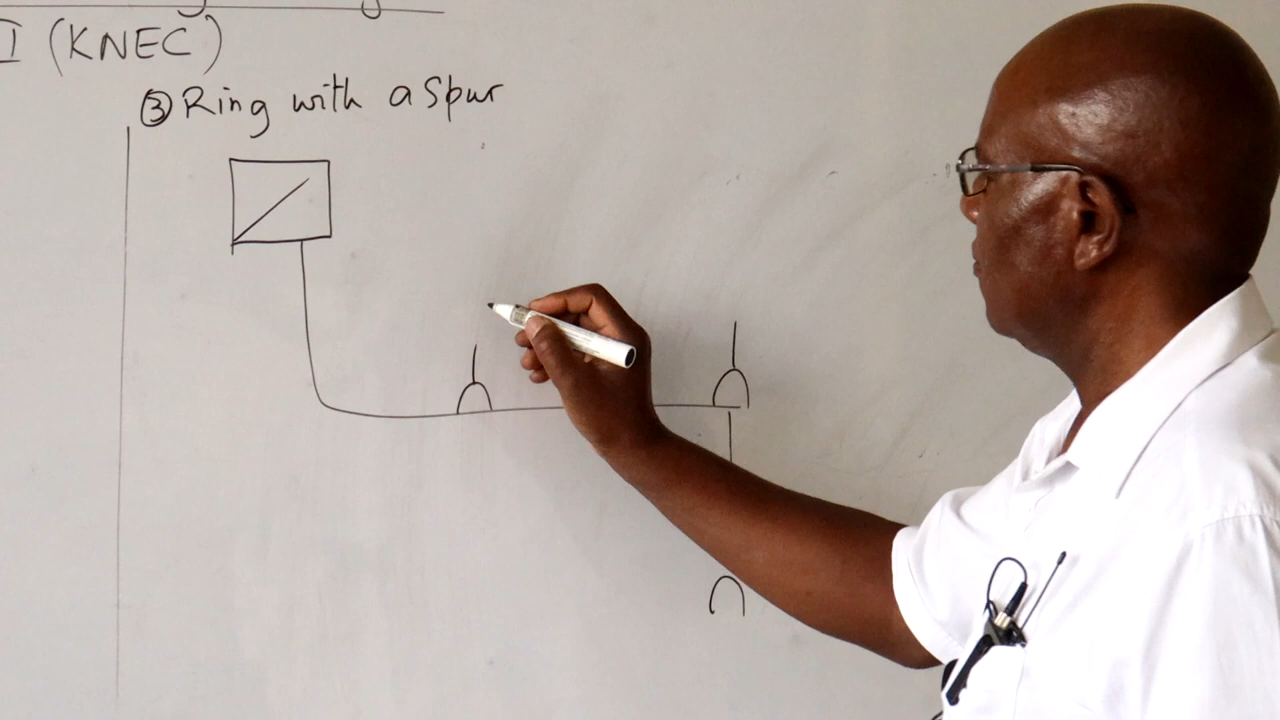 I (KNEC)
③ Ring with a Spur